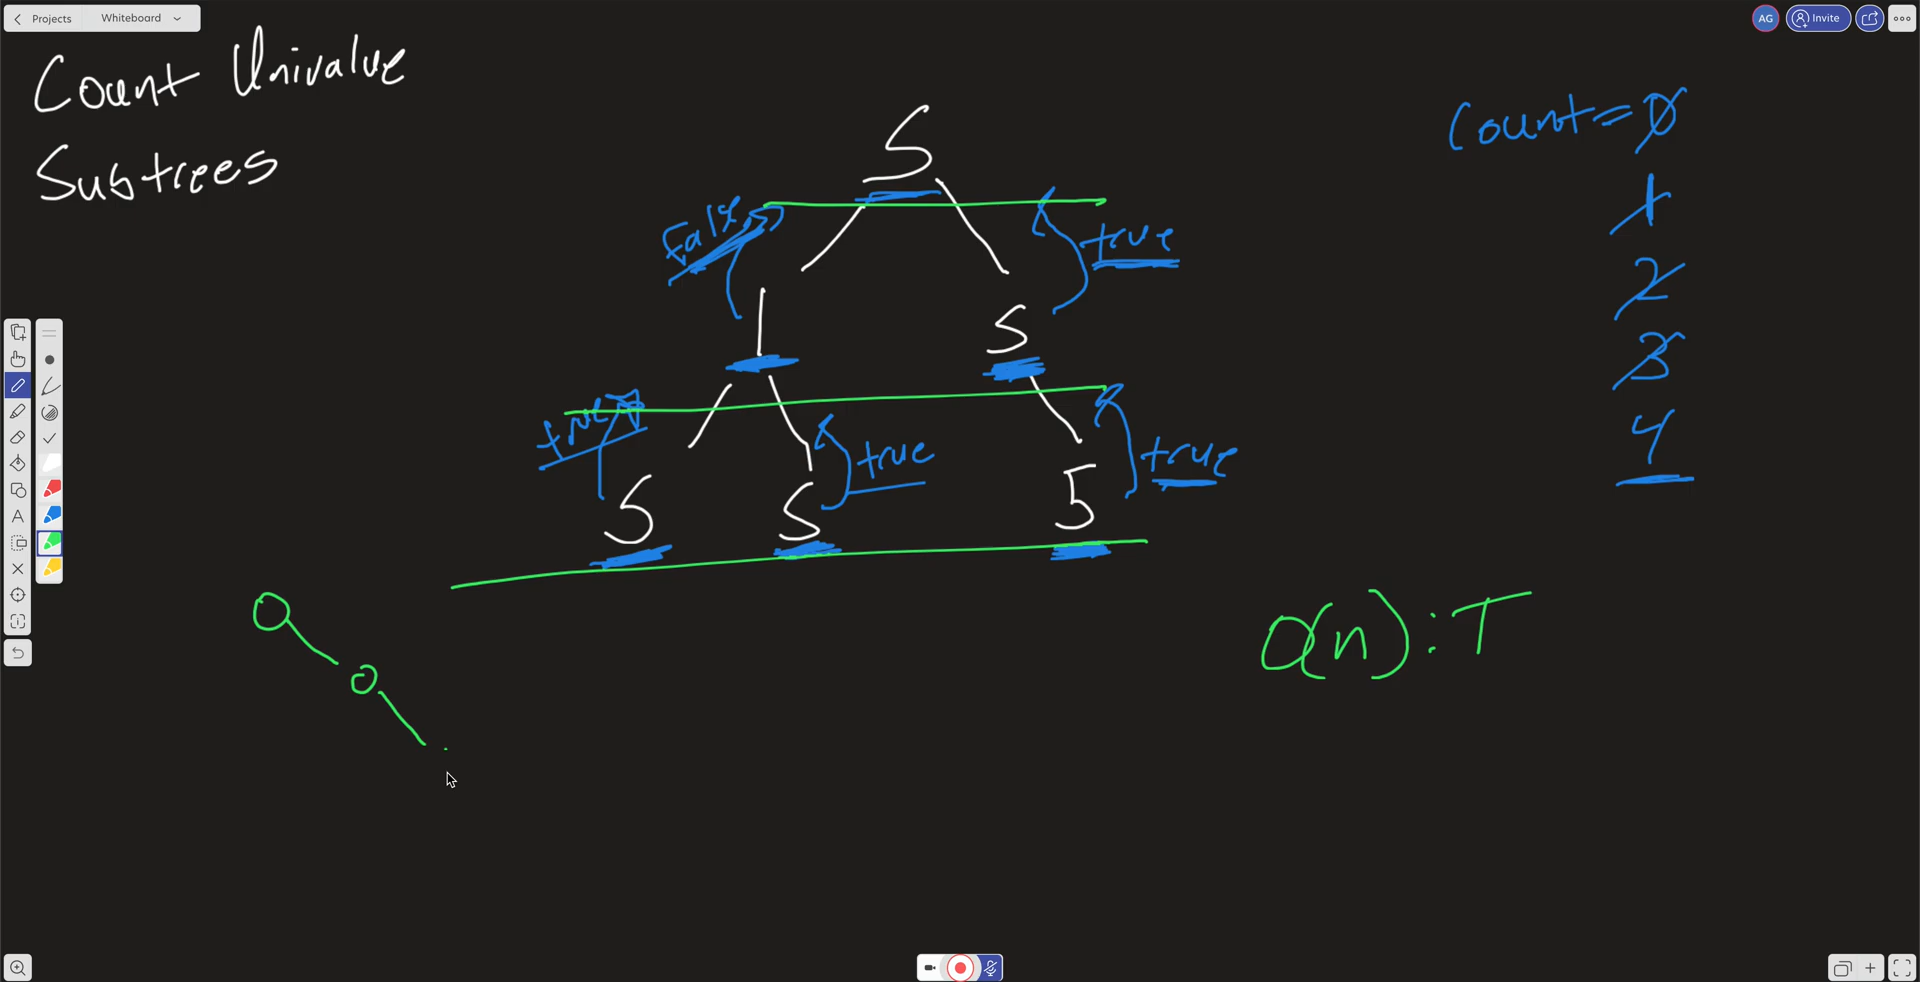 Projects Whiteboard
AG Invite
Count Univalue
Subtrees
Count = 0
1
2
3
4
5
false
true
1
5
true
true
true
5
5
5
O(n) : T
A